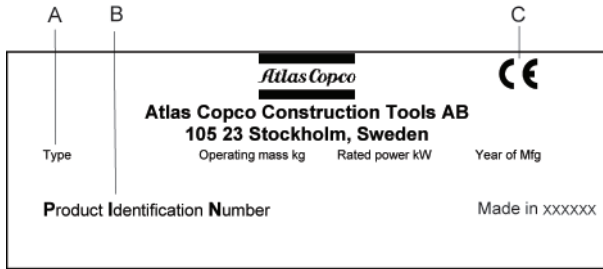 A B C
Atlas Copco CE
Atlas Copco Construction Tools AB
105 23 Stockholm, Sweden
Type Operating mass kg Rated power kW Year of Mfg
Product Identification Number Made in xxxxxx